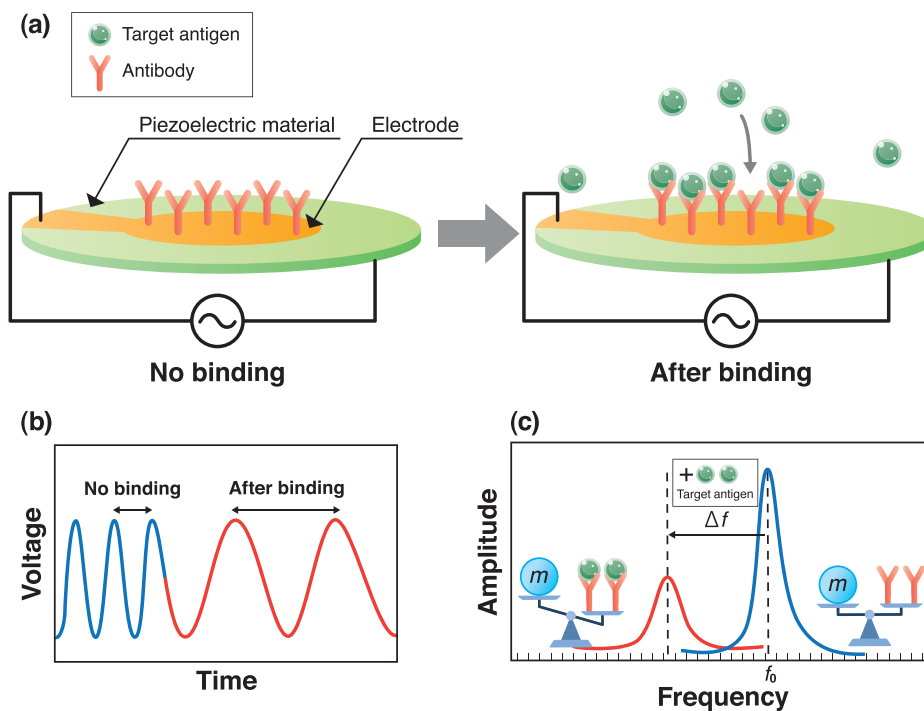 (a)
Target antigen
Antibody
Piezoelectric material
Electrode
No binding
After binding
(b)
No binding
After binding
Voltage
Time
(c)
+
Target antigen
Δf
m
m
Amplitude
f0
Frequency